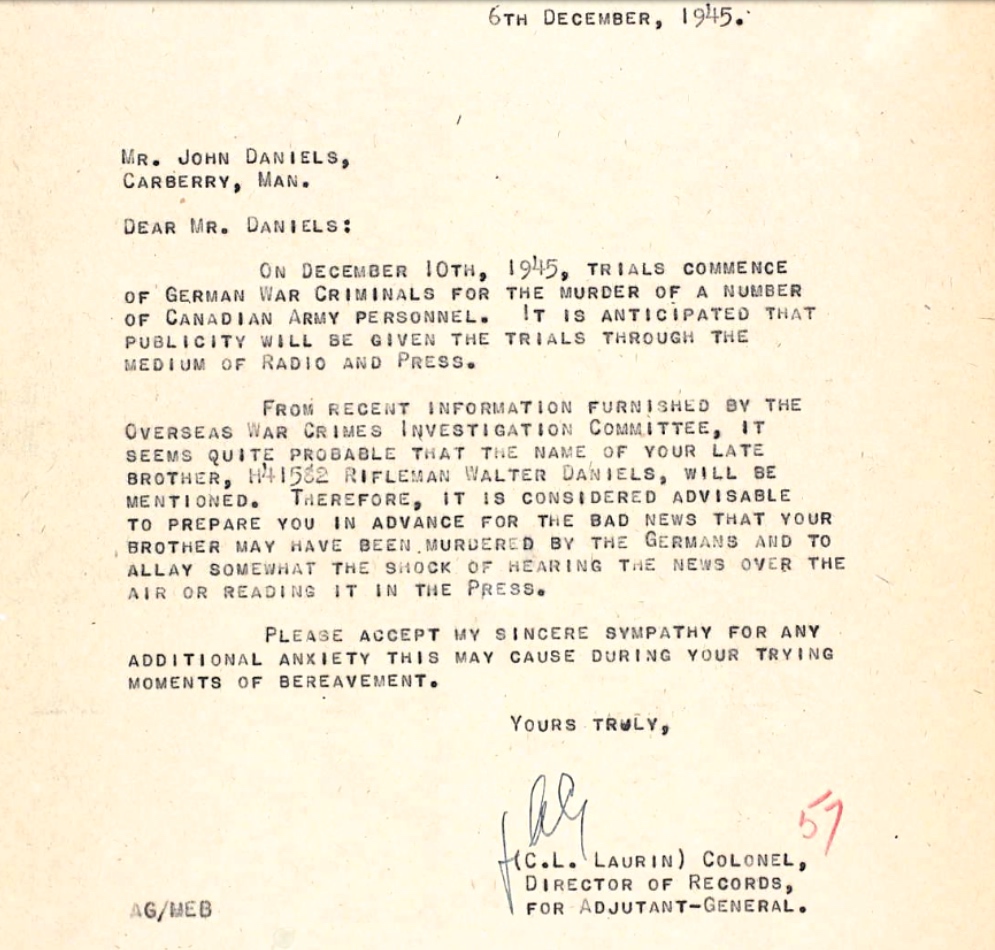 6TH DECEMBER, 1945.
MR. JOHN DANIELS,
CARBERRY, MAN.
DEAR MR. DANIELS:
ON DECEMBER 10TH, 1945, TRIALS COMMENCE
OF GERMAN WAR CRIMINALS FOR THE MURDER OF A NUMBER
OF CANADIAN ARMY PERSONNEL. IT IS ANTICIPATED THAT
PUBLICITY WILL BE GIVEN THE TRIALS THROUGH THE
MEDIUM OF RADIO AND PRESS.
FROM RECENT INFORMATION FURNISHED BY THE
OVERSEAS WAR CRIMES INVESTIGATION COMMITTEE, IT
SEEMS QUITE PROBABLE THAT THE NAME OF YOUR LATE
BROTHER, H41582 RIFLEMAN WALTER DANIELS, WILL BE
MENTIONED. THEREFORE, IT IS CONSIDERED ADVISABLE
TO PREPARE YOU IN ADVANCE FOR THE BAD NEWS THAT YOUR
BROTHER MAY HAVE BEEN MURDERED BY THE GERMANS AND TO
ALLAY SOMEWHAT THE SHOCK OF HEARING THE NEWS OVER THE
AIR OR READING IT IN THE PRESS.
PLEASE ACCEPT MY SINCERE SYMPATHY FOR ANY
ADDITIONAL ANXIETY THIS MAY CAUSE DURING YOUR TRYING
MOMENTS OF BEREAVEMENT.
YOURS TRULY,
57
(C.L. LAURIN) COLONEL,
DIRECTOR OF RECORDS,
FOR ADJUTANT-GENERAL.
AG/MEB